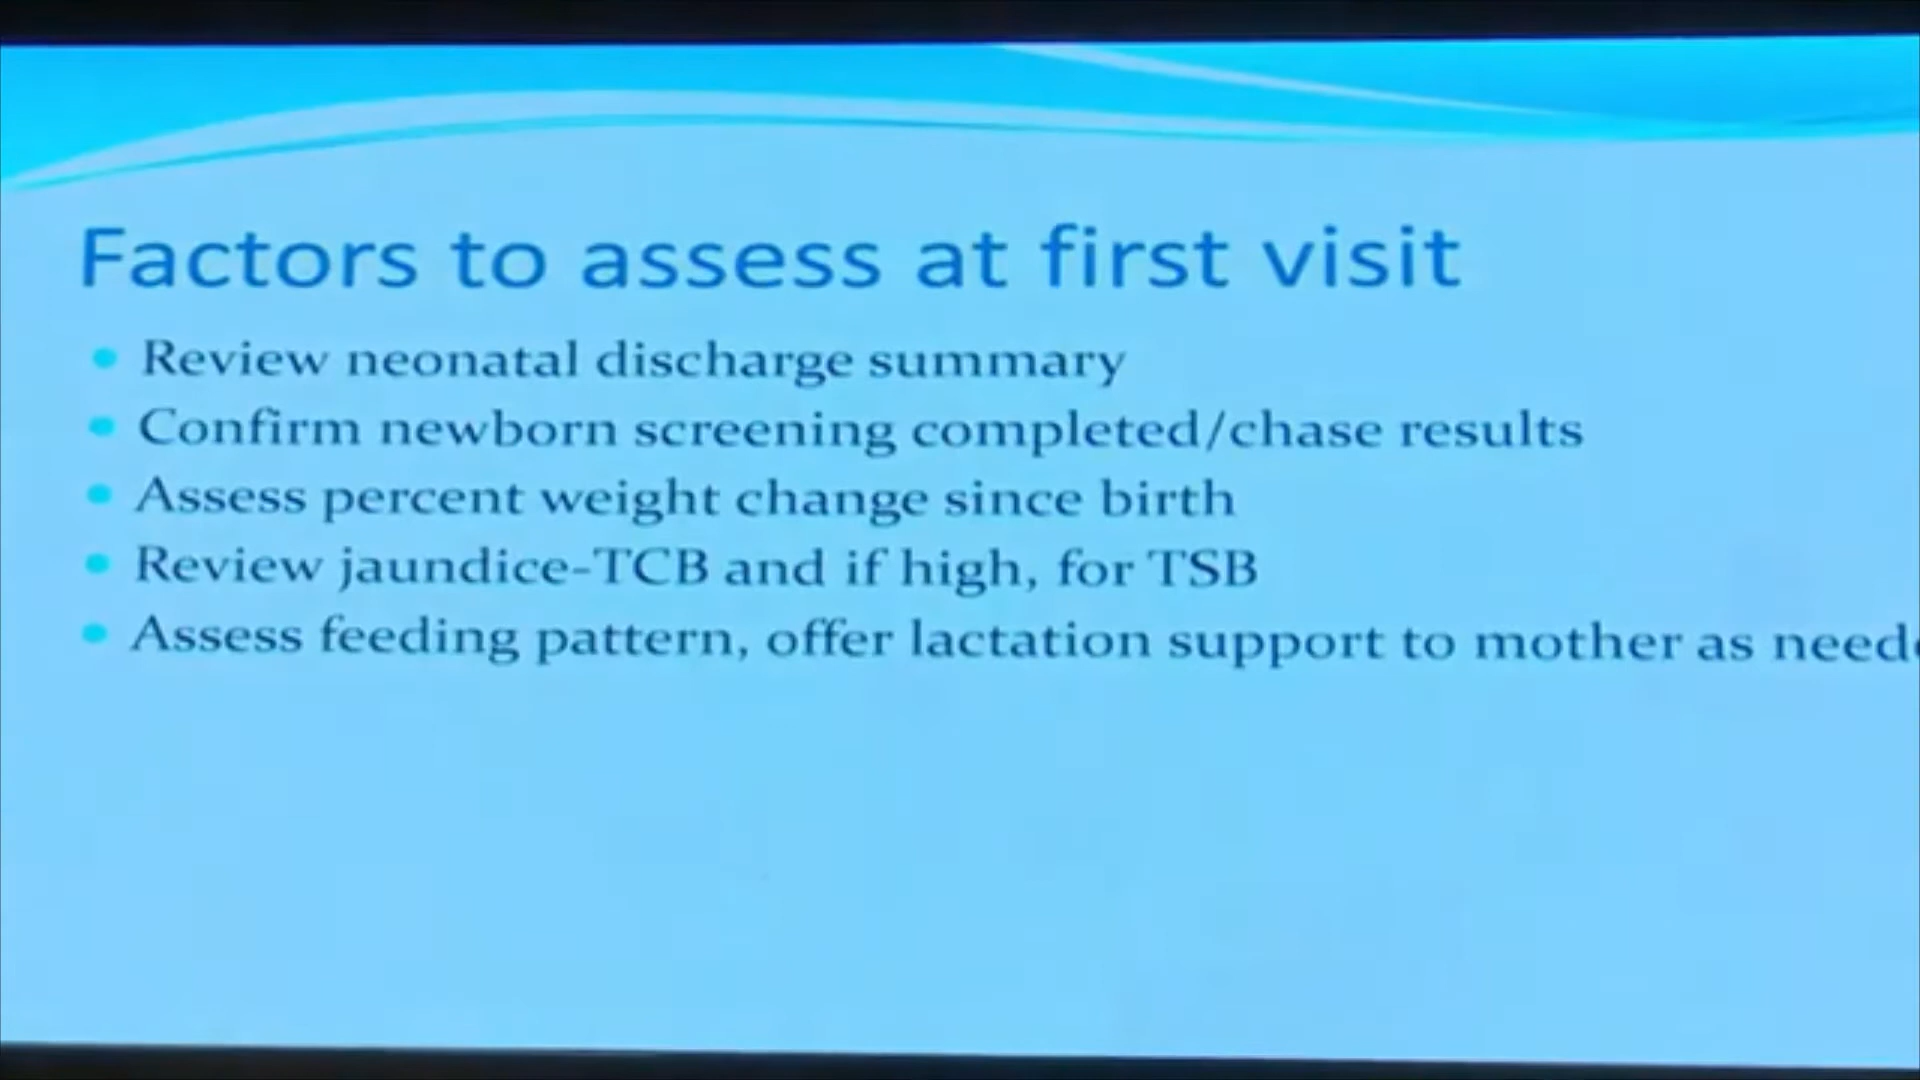 Factors to assess at first visit
Review neonatal discharge summary
Confirm newborn screening completed/chase results
Assess percent weight change since birth
Review jaundice-TCB and if high, for TSB
Assess feeding pattern, offer lactation support to mother as